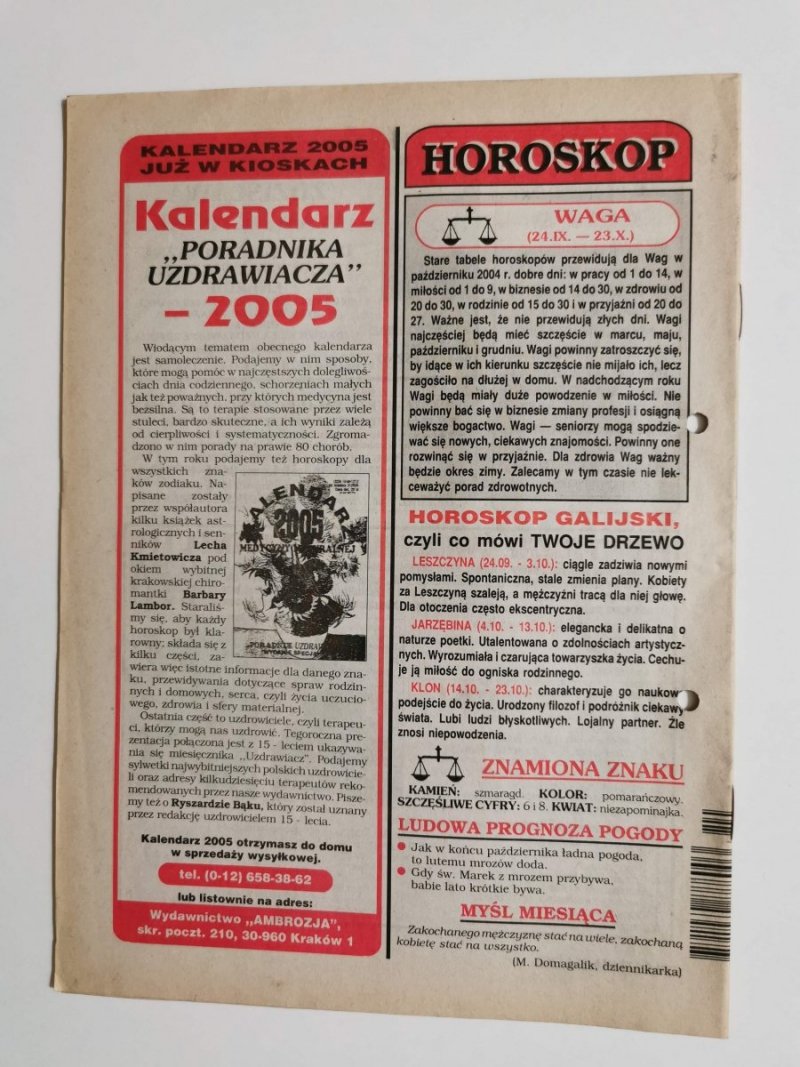 KALENDARZ 2005
JUŻ W KIOSKACH
Kalendarz
„PORADNIKA
UZDRAWIACZA"
– 2005
Wiodącym tematem obecnego kalendarza
jest samoleczenie. Podajemy w nim sposoby,
które mogą pomóc w najczęstszych dolegliwoś-
ciach dnia codziennego, schorzeniach małych
jak też poważnych, przy których medycyna jest
bezsilna. Są to terapie stosowane przez wiele
stuleci, bardzo skuteczne, a ich wyniki zależą
od cierpliwości i systematyczności. Zgroma-
dzono w nim porady na prawie 80 chorób.
W tym roku podajemy też horoskopy dla
wszystkich zna-
ków zodiaku. Na-
pisane zostały
przez współautora
kilku książek ast-
rologicznych i sen-
ników Lecha
Kmietowicza pod
okiem wybitnej
krakowskiej chiro-
mantki Barbary
Lambor. Starali-
my się, aby każdy
horoskop był kla-
rowny; składa się z
kilku części, za-
wiera więc istotne informacje dla danego zna-
ku, przewidywania dotyczące spraw rodzin-
nych i domowych, serca, czyli życia uczucio-
wego, zdrowia i sfery materialnej.
Ostatnia część to uzdrowiciele, czyli terapeu-
ci, którzy mogą nas uzdrowić. Tegoroczna pre-
zentacja połączona jest z 15 - leciem ukazywa-
nia się miesięcznika „Uzdrawiacz". Podajemy
sylwetki najwybitniejszych polskich uzdrowicie-
li oraz adresy kilkudziesięciu terapeutów reko-
mendowanych przez nasze wydawnictwo. Pisze-
my też o Ryszardzie Bąku, który został uznany
przez redakcję uzdrowicielem 15 - lecia.
KALENDARZ
2005
MEDYCYNY NATURALNEJ
„PORADNIK UZDRAWIACZA
WYDANIE SPECJALNE
Kalendarz 2005 otrzymasz do domu
w sprzedaży wysyłkowej.
tel. (0-12) 658-38-62
lub listownie na adres:
Wydawnictwo „AMBROZJA",
skr. poczt. 210, 30-960 Kraków 1
HOROSKOP
WAGA
(24.IX. — 23.X.)
Stare tabele horoskopów przewidują dla Wag w
październiku 2004 r. dobre dni: w pracy od 1 do 14, w
miłości od 1 do 9, w biznesie od 14 do 30, w zdrowiu od
20 do 30, w rodzinie od 15 do 30 i w przyjaźni od 20 do
27. Ważne jest, że nie przewidują złych dni. Wagi
najczęściej będą mieć szczęście w marcu, maju,
październiku i grudniu. Wagi powinny zatroszczyć się,
by idące w ich kierunku szczęście nie mijało ich, lecz
zagościło na dłużej w domu. W nadchodzącym roku
Wagi będą miały duże powodzenie w miłości. Nie
powinny bać się w biznesie zmiany profesji i osiągną
większe bogactwo. Wagi — seniorzy mogą spodzie-
wać się nowych, ciekawych znajomości. Powinny one
rozwinąć się w przyjaźnie. Dla zdrowia Wag ważny
będzie okres zimy. Zalecamy w tym czasie nie lek-
ceważyć porad zdrowotnych.
HOROSKOP GALIJSKI,
czyli co mówi TWOJE DRZEWO
LESZCZYNA (24.09. - 3.10.): ciągle zadziwia nowymi
pomysłami. Spontaniczna, stale zmienia plany. Kobiety
za Leszczyną szaleją, a mężczyźni tracą dla niej głowę.
Dla otoczenia często ekscentryczna.
JARZĘBINA (4.10. - 13.10.): elegancka i delikatna o
naturze poetki. Utalentowana o zdolnościach artystycz-
nych. Wyrozumiała i czarująca towarzyszka życia. Cechu-
je ją miłość do ogniska rodzinnego.
KLON (14.10. - 23.10.): charakteryzuje go naukow
podejście do życia. Urodzony filozof i podróżnik ciekawy
świata. Lubi ludzi błyskotliwych. Lojalny partner. Źle
znosi niepowodzenia.
ZNAMIONA ZNAKU
KAMIEŃ: szmaragd. KOLOR: pomarańczowy.
SZCZĘŚLIWE CYFRY: 6 i 8. KWIAT: niezapominajka.
LUDOWA PROGNOZA POGODY
● Jak w końcu października ładna pogoda,
to lutemu mrozów doda.
● Gdy św. Marek z mrozem przybywa,
babie lato krótkie bywa.
MYŚL MIESIĄCA
Zakochanego mężczyznę stać na wiele, zakochaną
kobietę stać na wszystko.
(M. Domagalik, dziennikarka)